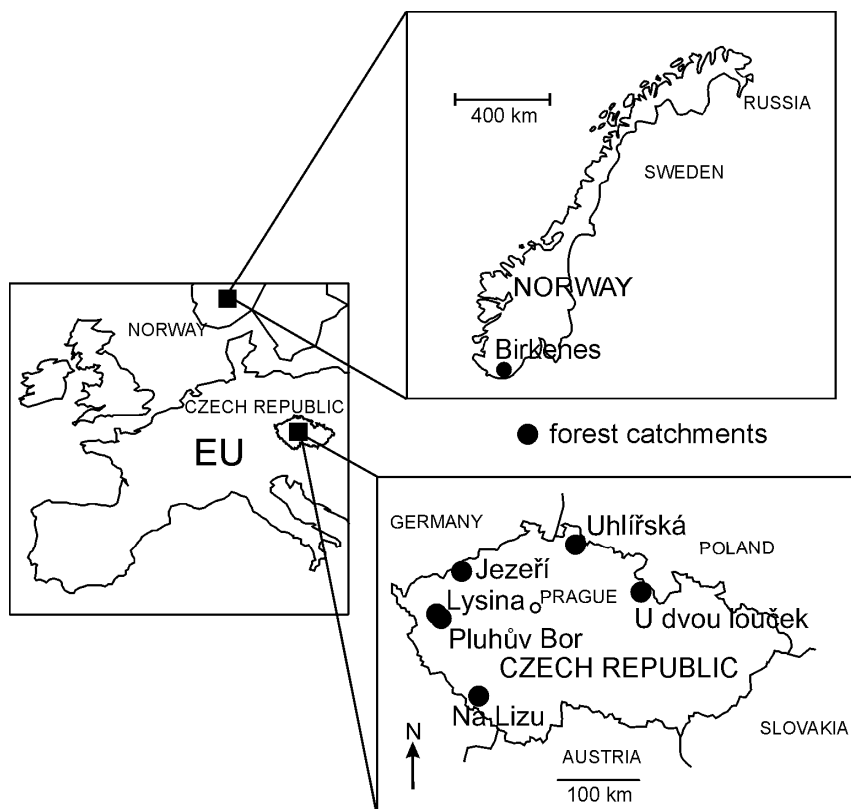 RUSSIA
400 km
SWEDEN
NORWAY
Birkenes
NORWAY
CZECH REPUBLIC
EU
forest catchments
GERMANY
Uhlířská
POLAND
Jezeří
Lysina
PRAGUE
U dvou louček
Pluhův Bor
CZECH REPUBLIC
Na Lizu
N
SLOVAKIA
AUSTRIA
100 km